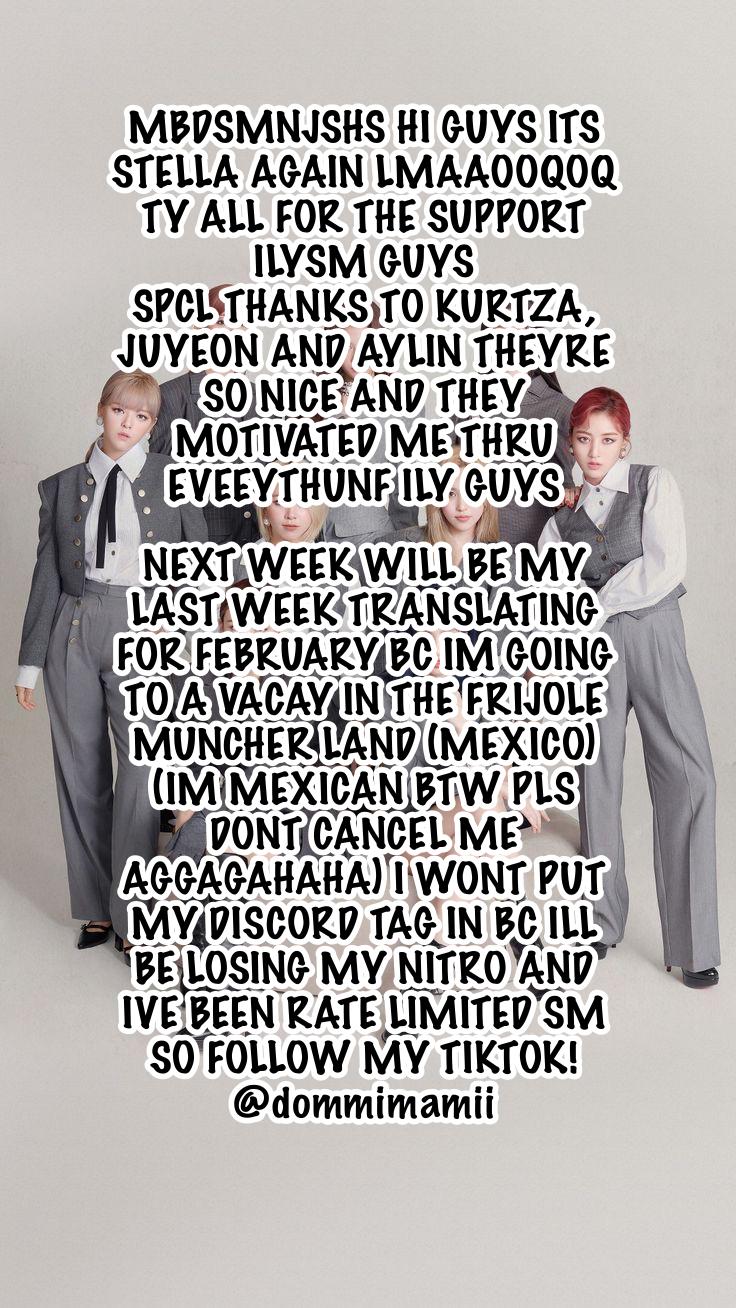 MBDSMNJSHS HI GUYS ITS
STELLA AGAIN LMAAOOQOQ
TY ALL FOR THE SUPPORT
ILYSM GUYS
SPCL THANKS TO KURTZA,
JUYEON AND AYLIN THEYRE
SO NICE AND THEY
MOTIVATED ME THRU
EVEEYTHUNF ILY GUYS
NEXT WEEK WILL BE MY
LAST WEEK TRANSLATING
FOR FEBRUARY BC IM GOING
TO A VACAY IN THE FRIJOLE
MUNCHER LAND (MEXICO)
(IM MEXICAN BTW PLS
DONT CANCEL ME
AGGAGAHAHA) I WONT PUT
MY DISCORD TAG IN BC ILL
BE LOSING MY NITRO AND
IVE BEEN RATE LIMITED SM
SO FOLLOW MY TIKTOK!
@dommimamii